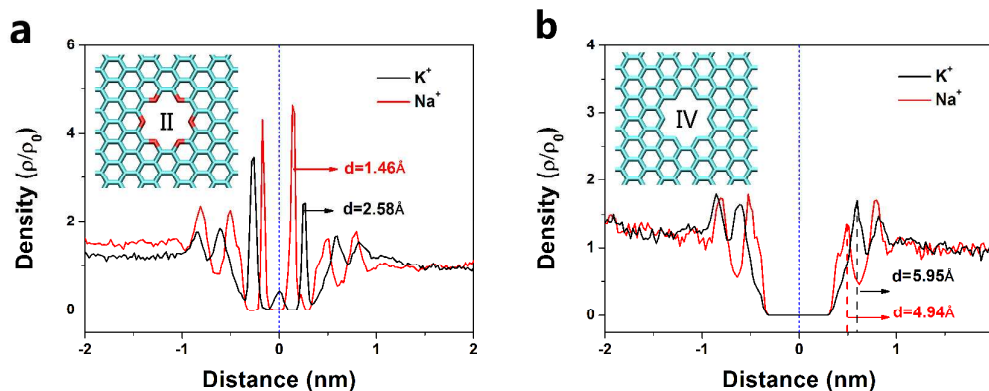 a
Density (ρ/ρ0)
6
4
2
0
II
K+
Na+
d=1.46Å
d=2.58Å
-2
-1
0
1
2
Distance (nm)
b
Density (ρ/ρ0)
4
3
2
1
0
IV
K+
Na+
d=5.95Å
d=4.94Å
-2
-1
0
1
2
Distance (nm)